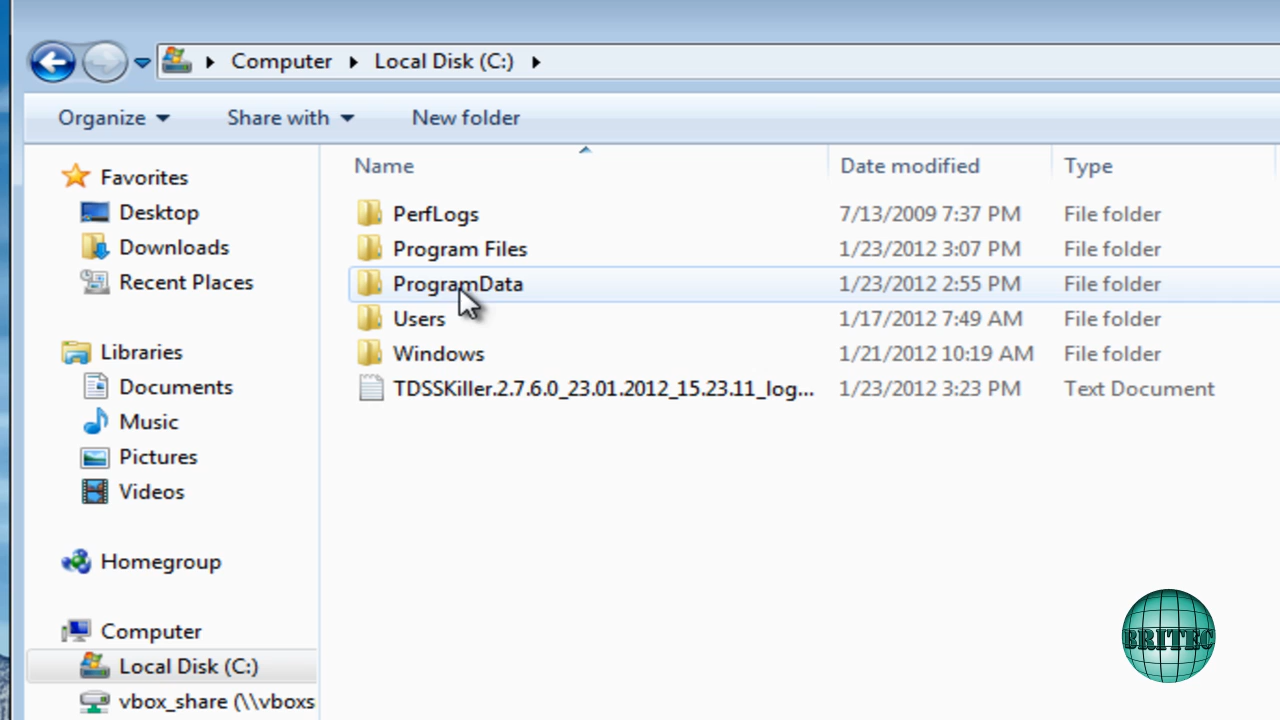 Computer Local Disk (C:)
Organize Share with New folder
Name Date modified Type
Favorites
Desktop
Downloads
Recent Places
Libraries
Documents
Music
Pictures
Videos
Homegroup
Computer
Local Disk (C:)
vbox_share (\\vboxs
PerfLogs 7/13/2009 7:37 PM File folder
Program Files 1/23/2012 3:07 PM File folder
ProgramData 1/23/2012 2:55 PM File folder
Users 1/17/2012 7:49 AM File folder
Windows 1/21/2012 10:19 AM File folder
TDSSKiller.2.7.6.0_23.01.2012_15.23.11_log... 1/23/2012 3:23 PM Text Document
BRITEC